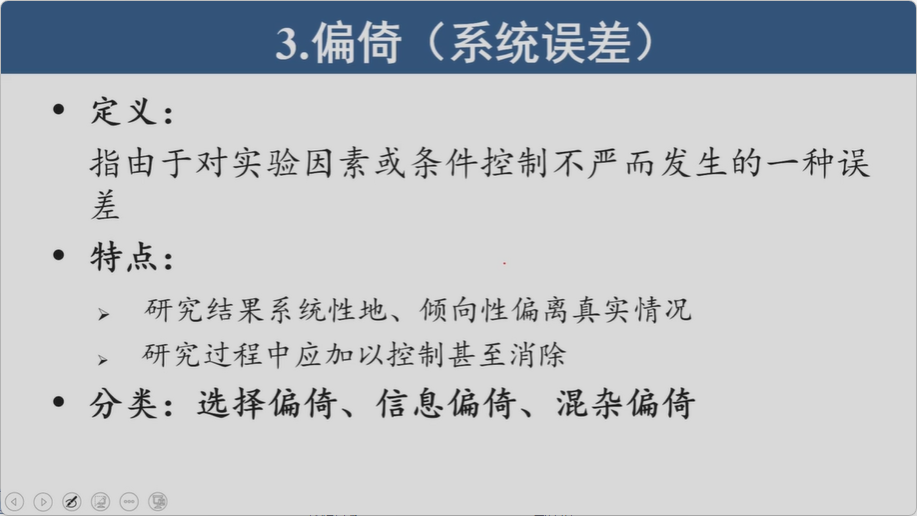 3.偏倚（系统误差）
• 定义：
指由于对实验因素或条件控制不严而发生的一种误
差
• 特点：
➢ 研究结果系统性地、倾向性偏离真实情况
➢ 研究过程中应加以控制甚至消除
• 分类：选择偏倚、信息偏倚、混杂偏倚